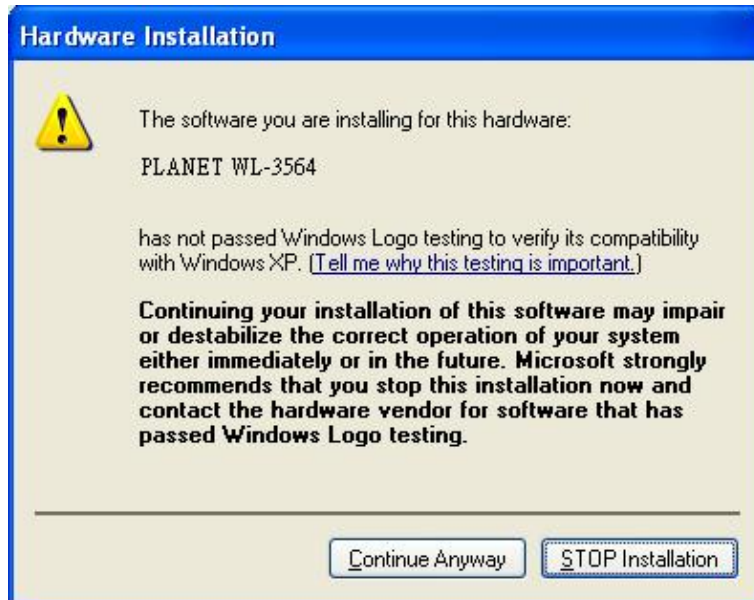 Hardware Installation
The software you are installing for this hardware:
PLANET WL-3564
has not passed Windows Logo testing to verify its compatibility
with Windows XP. (Tell me why this testing is important.)
Continuing your installation of this software may impair
or destabilize the correct operation of your system
either immediately or in the future. Microsoft strongly
recommends that you stop this installation now and
contact the hardware vendor for software that has
passed Windows Logo testing.
Continue Anyway
STOP Installation